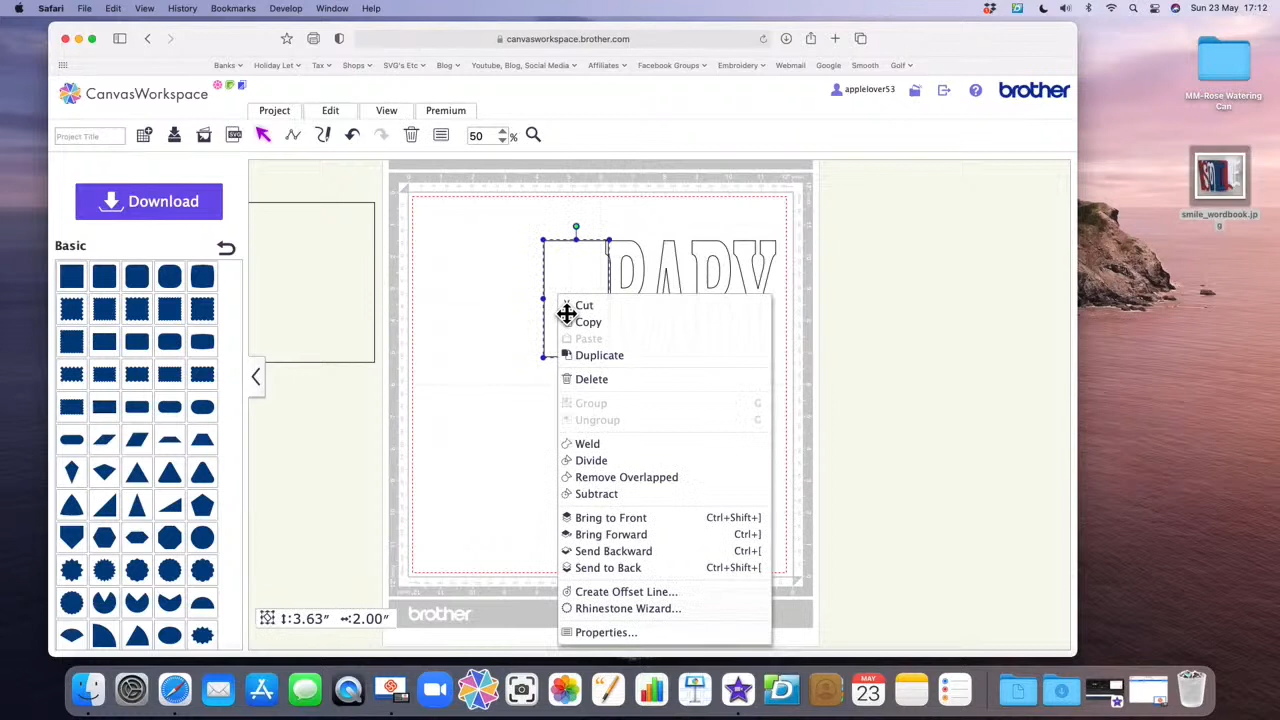 Safari File Edit View History Bookmarks Develop Window Help Sun 23 May 17:12
canvasworkspace.brother.com
Banks Holiday Let Tax Shops SVG's Etc Blog Youtube, Blog, Social Media Affiliates Facebook Groups Embroidery Webmail Google Smooth Golf
CanvasWorkspace applelover53 brother
Project Edit View Premium
Project Title SVG 50 %
Download
Basic
BABY
Cut
Copy
Paste
Duplicate
Delete
Group G
Ungroup G
Weld
Divide
Remove Overlapped
Subtract
Bring to Front Ctrl+Shift+]
Bring Forward Ctrl+]
Send Backward Ctrl+[
Send to Back Ctrl+Shift+[
Create Offset Line...
Rhinestone Wizard...
Properties...
3.63" 2.00"
brother
MM-Rose Watering
Can
smile_wordbook.jp
g
MAY
23